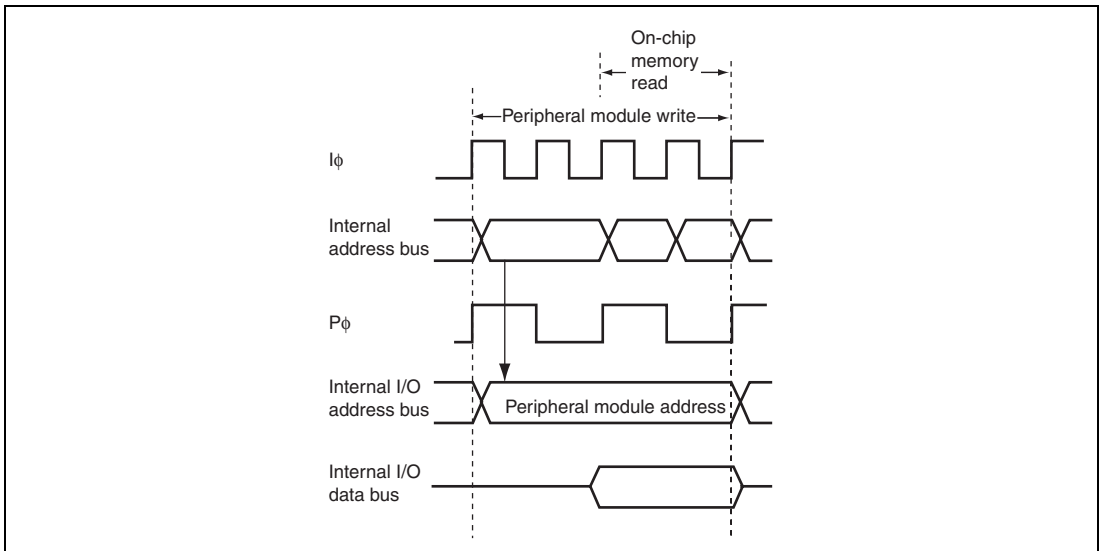 On-chip
memory
read
Peripheral module write
Iϕ
Internal
address bus
Pϕ
Internal I/O
address bus
Peripheral module address
Internal I/O
data bus